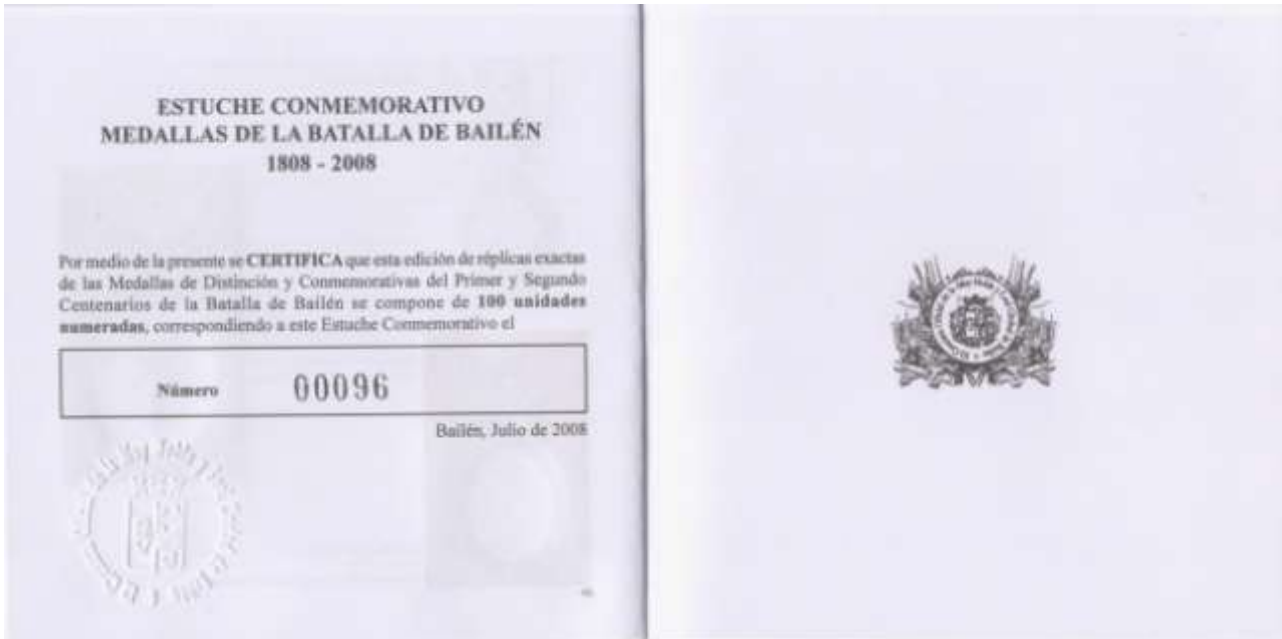 ESTUCHE CONMEMORATIVO
MEDALLAS DE LA BATALLA DE BAILÉN
1808 - 2008
Por medio de la presente se CERTIFICA que esta edición de réplicas exactas
de las Medallas de Distinción y Conmemorativas del Primer y Segundo
Centenarios de la Batalla de Bailén se compone de 100 unidades
numeradas, correspondiendo a este Estuche Conmemorativo el
Número 00096
Bailén, Julio de 2008